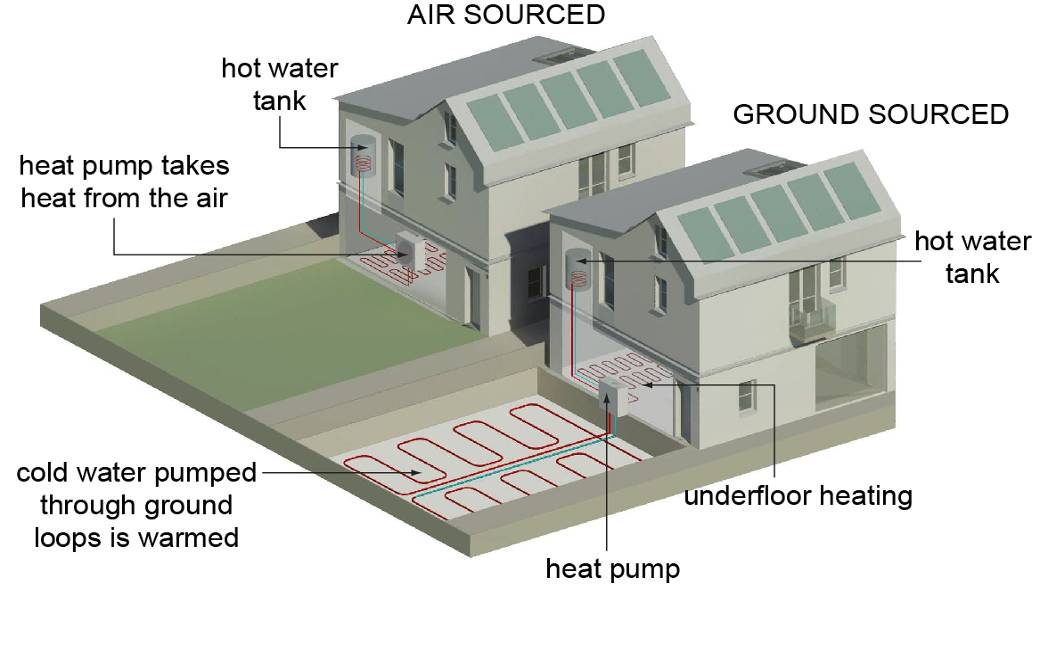 AIR SOURCED
hot water
tank
heat pump takes
heat from the air
GROUND SOURCED
hot water
tank
cold water pumped
through ground
loops is warmed
underfloor heating
heat pump